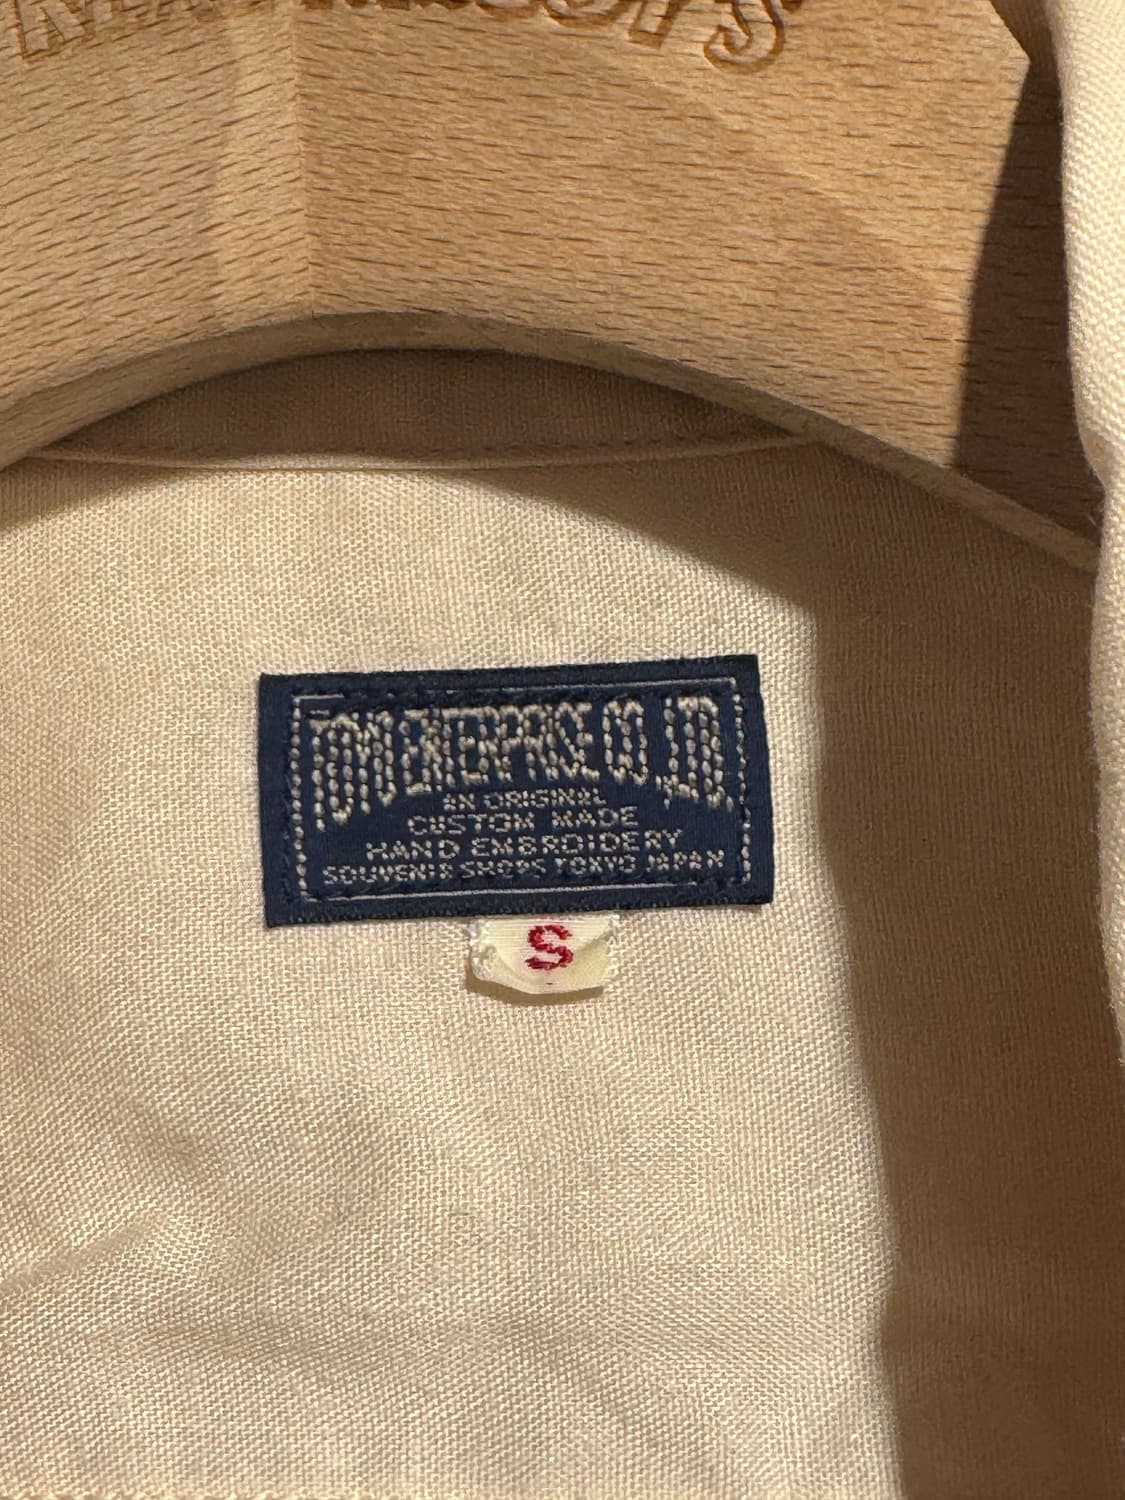 TOYO ENTERPRISE CO., LTD.
AN ORIGINAL
CUSTOM MADE
HAND EMBROIDERY
SOUVENIR SHOPS TOKYO JAPAN
S